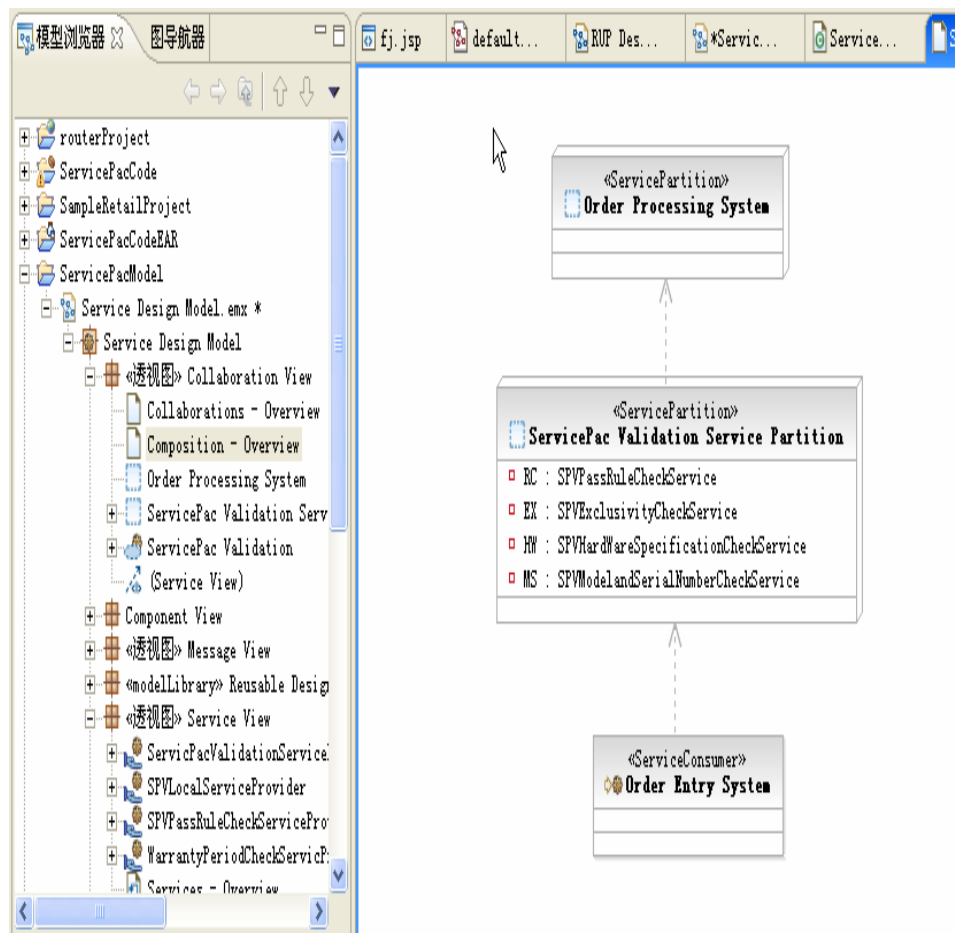 模型浏览器 图导航器
fj.jsp default... RUP Des... *Servic... Service... S
routerProject
ServicePacCode
SampleRetailProject
ServicePacCodeEAR
ServicePacModel
Service Design Model.emx *
Service Design Model
«透视图» Collaboration View
Collaborations - Overview
Composition - Overview
Order Processing System
ServicePac Validation Serv
ServicePac Validation
(Service View)
Component View
«透视图» Message View
«modelLibrary» Reusable Desig
«透视图» Service View
ServicPacValidationService
SPVLocalServiceProvider
SPVPassRuleCheckServicePro
WarrantyPeriodCheckServicP
Services - Overview
«ServicePartition»
Order Processing System
«ServicePartition»
ServicePac Validation Service Partition
RC : SPVPassRuleCheckService
EX : SPVExclusivityCheckService
HW : SPVHardWareSpecificationCheckService
MS : SPVModelandSerialNumberCheckService
«ServiceConsumer»
Order Entry System